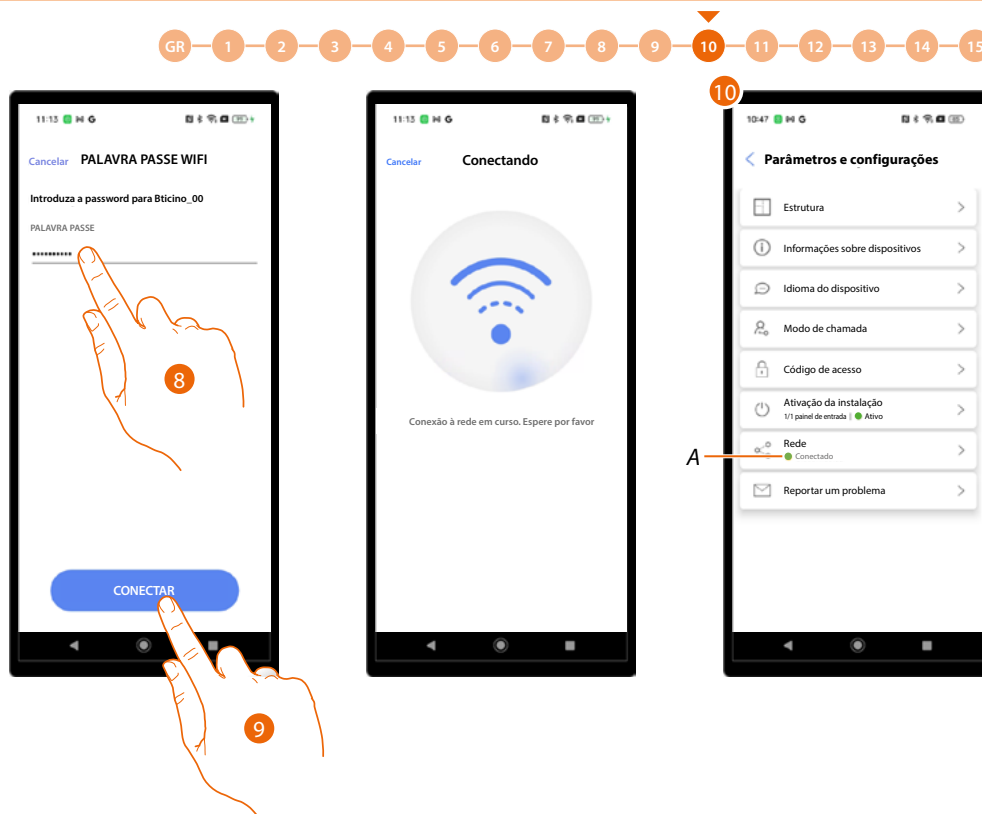 GR 1 2 3 4 5 6 7 8 9 10 11 12 13 14 15
11:13
Cancelar PALAVRA PASSE WIFI
Introduza a password para Bticino_00
PALAVRA PASSE
••••••••••
8
CONECTAR
9
11:13
Cancelar Conectando
Conexão à rede em curso. Espere por favor
10
10:47
Parâmetros e configurações
Estrutura
Informações sobre dispositivos
Idioma do dispositivo
Modo de chamada
Código de acesso
Ativação da instalação
1/1 painel de entrada | Ativo
A
Rede
Conectado
Reportar um problema